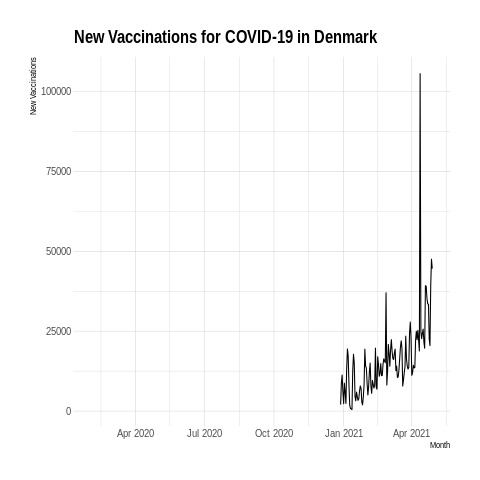 New Vaccinations for COVID-19 in Denmark
New Vaccinations
100000
75000
50000
25000
0
Apr 2020 Jul 2020 Oct 2020 Jan 2021 Apr 2021
Month